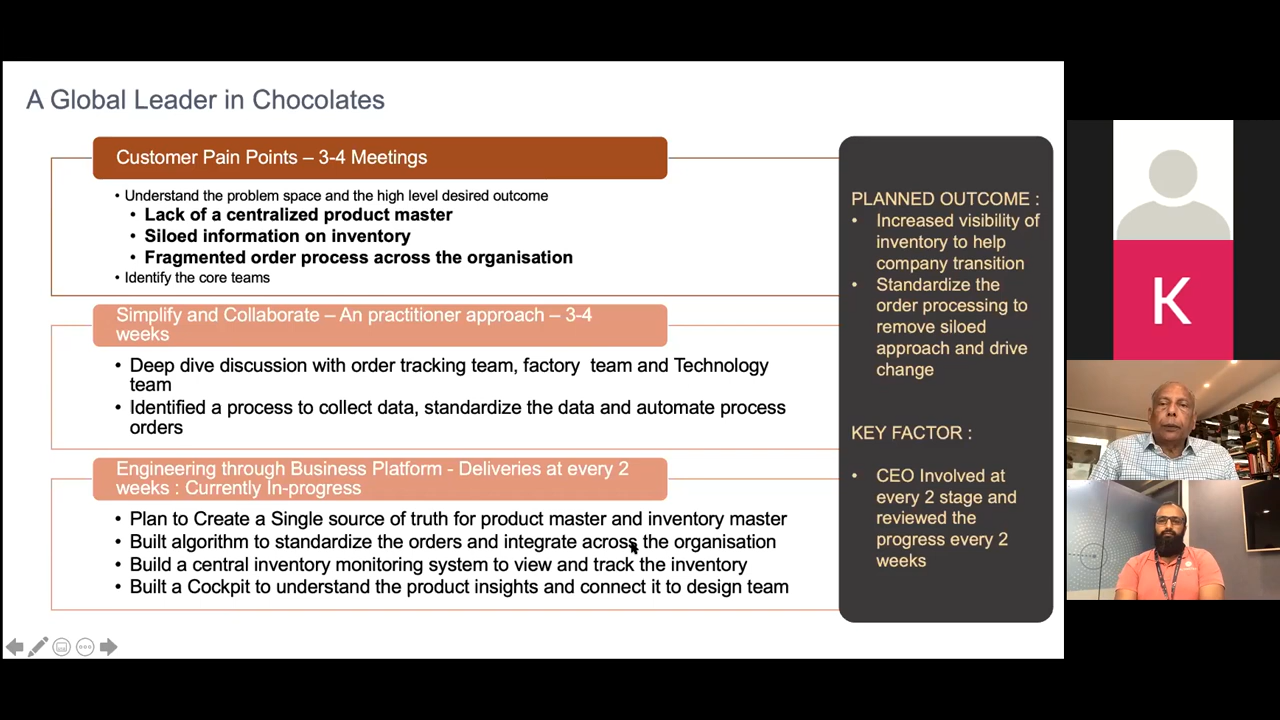 A Global Leader in Chocolates
Customer Pain Points – 3-4 Meetings
• Understand the problem space and the high level desired outcome
• Lack of a centralized product master
• Siloed information on inventory
• Fragmented order process across the organisation
• Identify the core teams
Simplify and Collaborate – An practitioner approach – 3-4
weeks
• Deep dive discussion with order tracking team, factory  team and Technology
team
• Identified a process to collect data, standardize the data and automate process
orders
Engineering through Business Platform - Deliveries at every 2
weeks : Currently In-progress
• Plan to Create a Single source of truth for product master and inventory master
• Built algorithm to standardize the orders and integrate across the organisation
• Build a central inventory monitoring system to view and track the inventory
• Built a Cockpit to understand the product insights and connect it to design team
PLANNED OUTCOME :
• Increased visibility of
inventory to help
company transition
• Standardize the
order processing to
remove siloed
approach and drive
change
KEY FACTOR :
• CEO Involved at
every 2 stage and
reviewed the
progress every 2
weeks
K